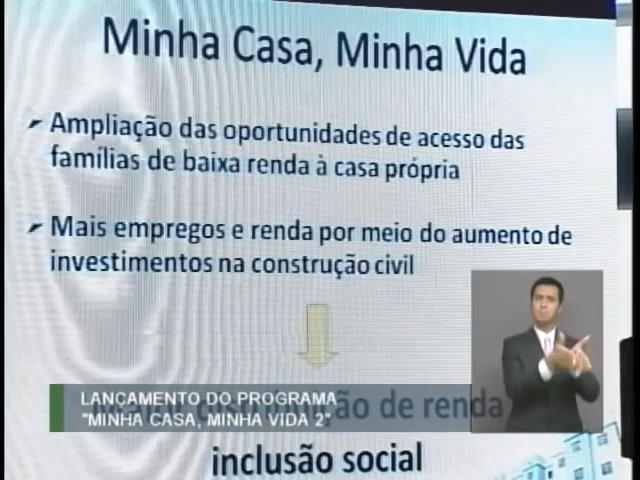 Minha Casa, Minha Vida
Ampliação das oportunidades de acesso das
famílias de baixa renda à casa própria
Mais empregos e renda por meio do aumento de
investimentos na construção civil
de renda
LANÇAMENTO DO PROGRAMA
"MINHA CASA, MINHA VIDA 2"
inclusão social